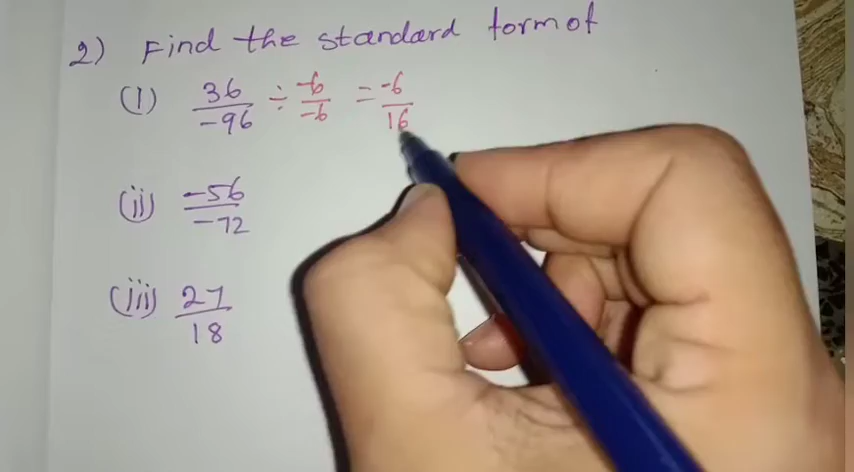 2) Find the standard form of
(i) 36/-96 ÷ -6/-6 = -6/16
(ii) -56/-72
(iii) 27/18